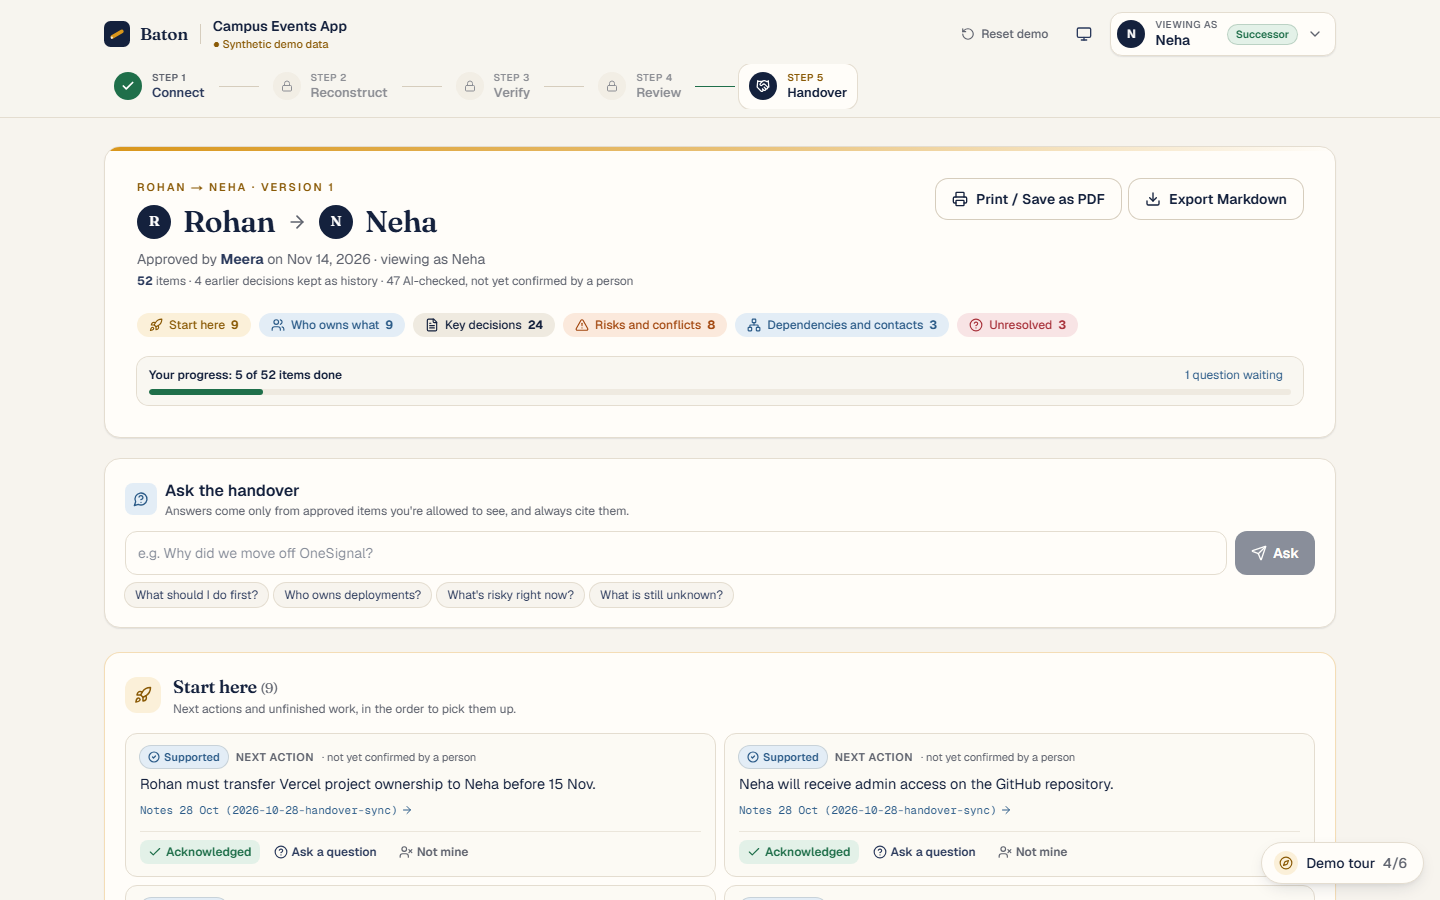 Baton
Campus Events App
Synthetic demo data
Reset demo
N
VIEWING AS
Neha
Successor
STEP 1
Connect
STEP 2
Reconstruct
STEP 3
Verify
STEP 4
Review
STEP 5
Handover
ROHAN → NEHA · VERSION 1
R Rohan → N Neha
Print / Save as PDF
Export Markdown
Approved by Meera on Nov 14, 2026 · viewing as Neha
52 items · 4 earlier decisions kept as history · 47 AI-checked, not yet confirmed by a person
Start here 9
Who owns what 9
Key decisions 24
Risks and conflicts 8
Dependencies and contacts 3
Unresolved 3
Your progress: 5 of 52 items done
1 question waiting
Ask the handover
Answers come only from approved items you're allowed to see, and always cite them.
e.g. Why did we move off OneSignal?
Ask
What should I do first?
Who owns deployments?
What's risky right now?
What is still unknown?
Start here (9)
Next actions and unfinished work, in the order to pick them up.
Supported NEXT ACTION · not yet confirmed by a person
Rohan must transfer Vercel project ownership to Neha before 15 Nov.
Notes 28 Oct (2026-10-28-handover-sync) →
Acknowledged
Ask a question
Not mine
Supported NEXT ACTION · not yet confirmed by a person
Neha will receive admin access on the GitHub repository.
Notes 28 Oct (2026-10-28-handover-sync) →
Acknowledged
Ask a question
Not mine
Demo tour 4/6